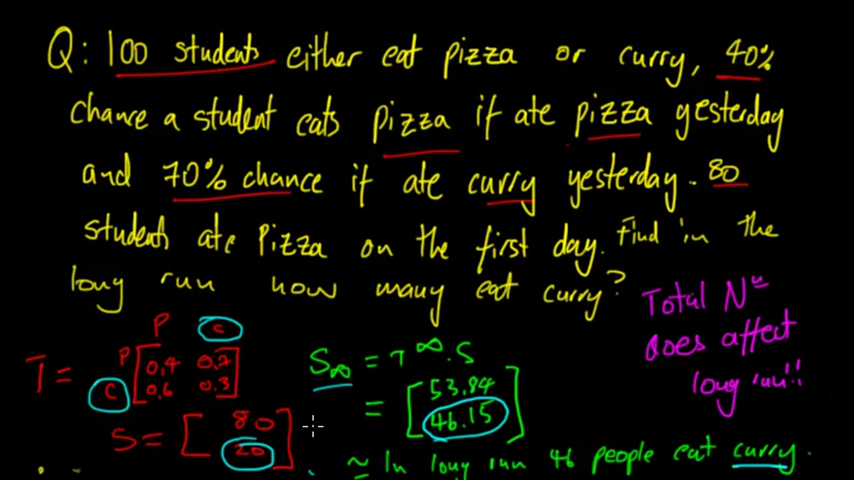 Q: 100 students either eat pizza or curry, 40%
chance a student eats pizza if ate pizza yesterday
and 70% chance if ate curry yesterday. 80
students ate pizza on the first day. Find in the
long run how many eat curry?
Total Nº
does affect
long run!!
P C
T = P [0.4 0.7]
C [0.6 0.3]
S = [80
20]
S∞ = T^∞ . S
= [53.84
46.15]
≈ In long run 46 people eat curry.